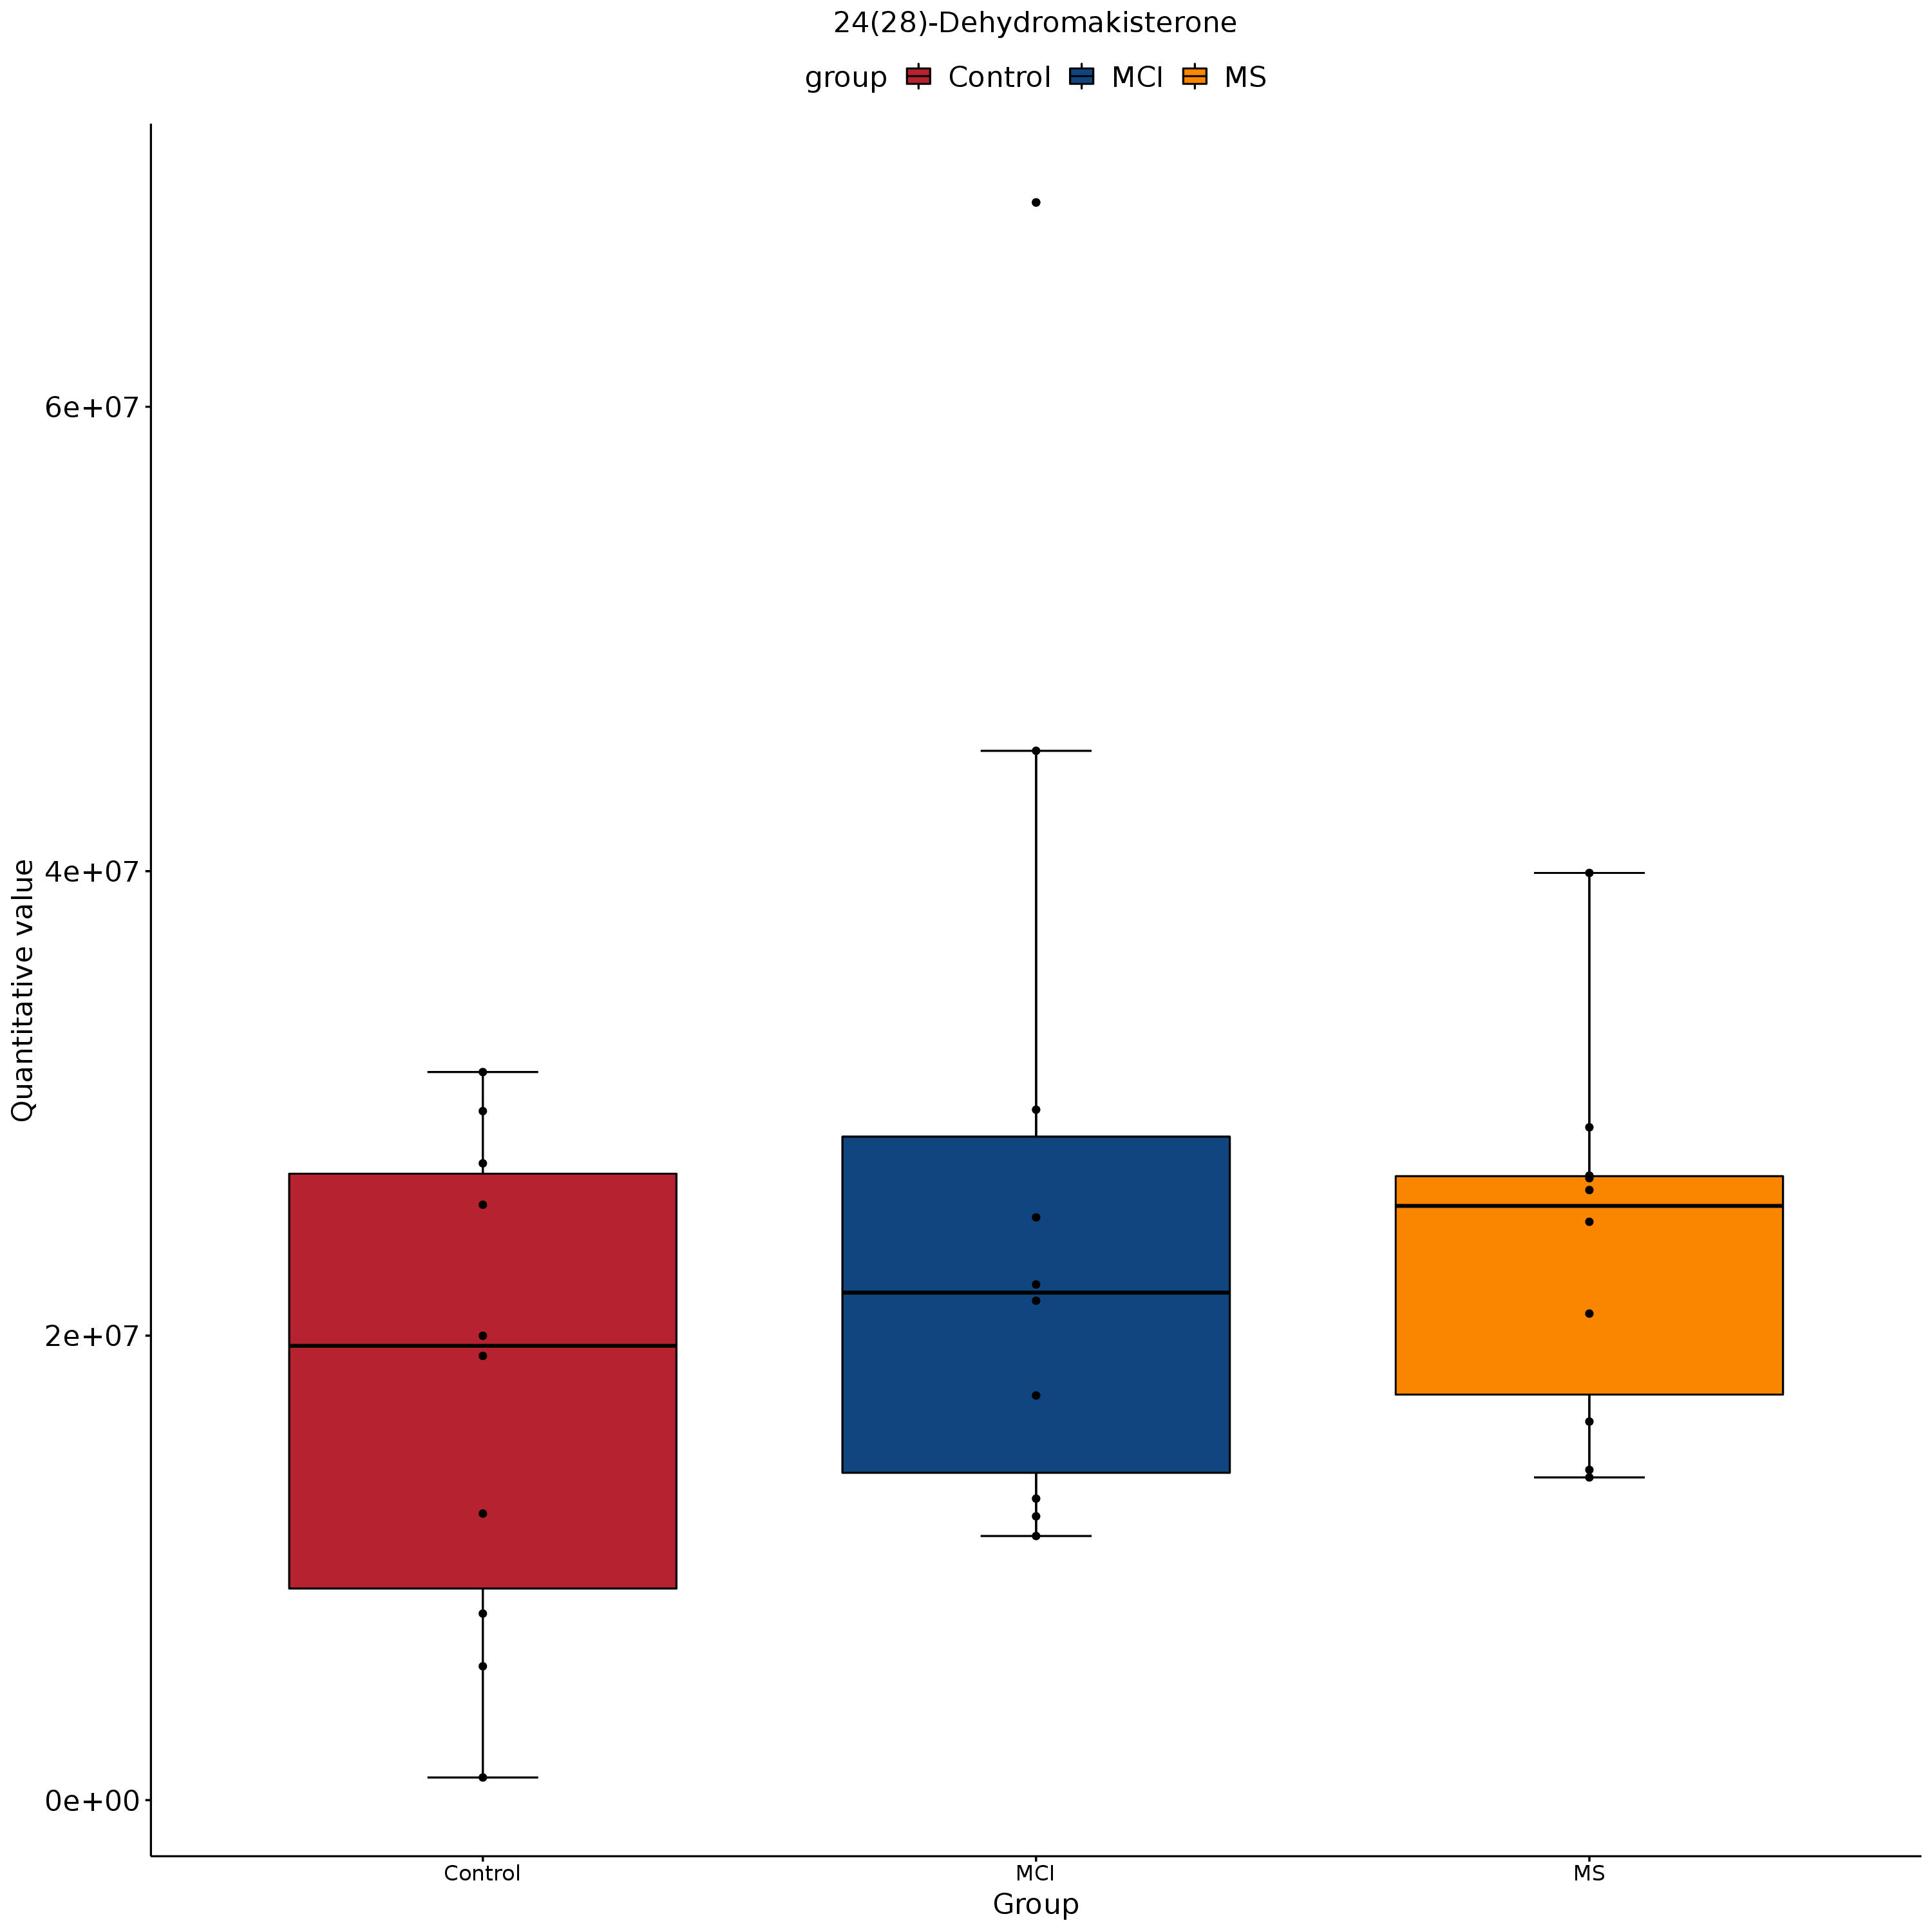 24(28)-Dehydromakisterone
group Control MCI MS
Quantitative value
6e+07
4e+07
2e+07
0e+00
Control MCI MS
Group